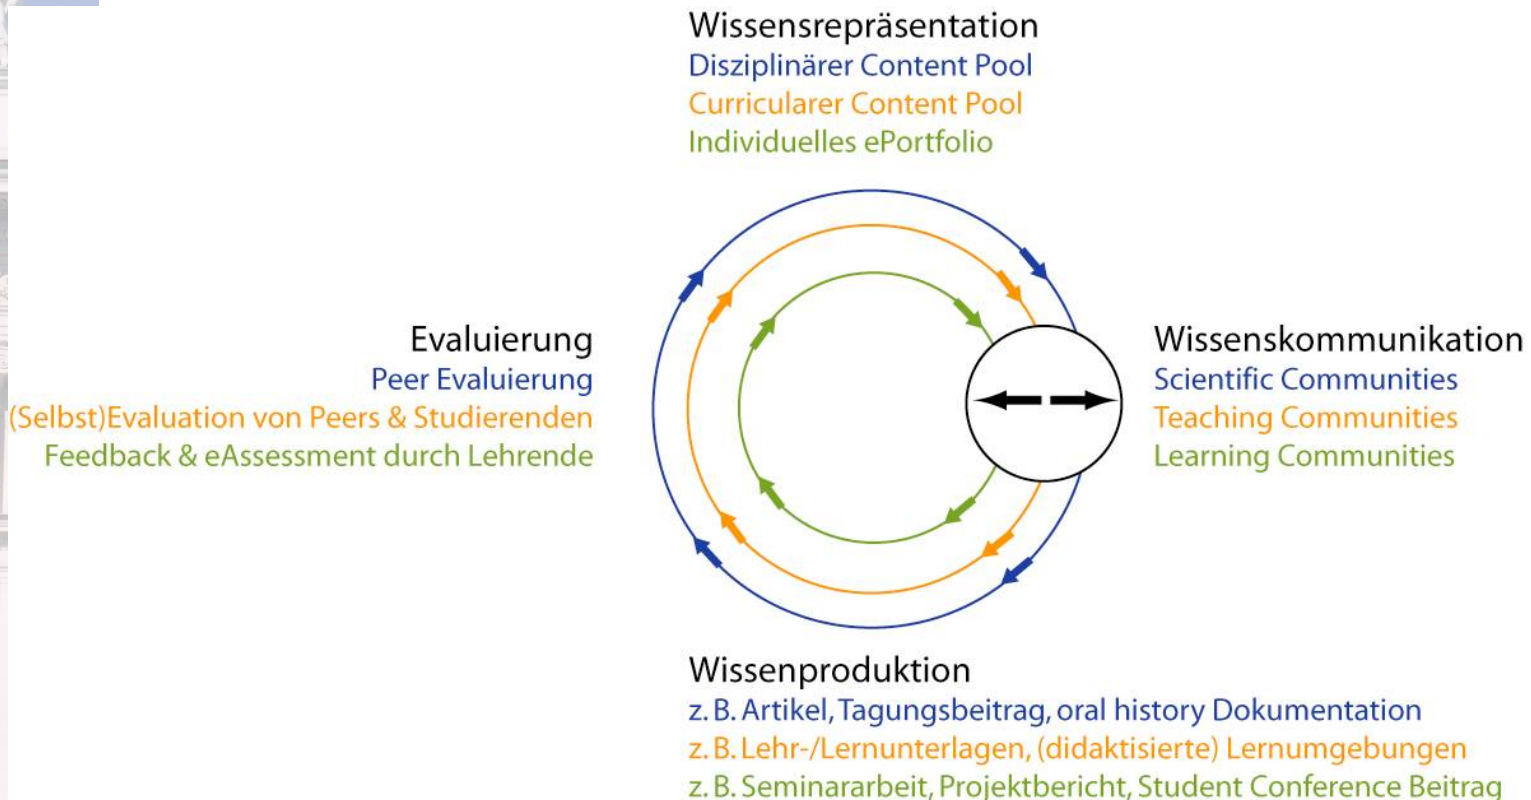 Wissensrepräsentation
Disziplinärer Content Pool
Curricularer Content Pool
Individuelles ePortfolio
Evaluierung
Peer Evaluierung
(Selbst)Evaluation von Peers & Studierenden
Feedback & eAssessment durch Lehrende
Wissenskommunikation
Scientific Communities
Teaching Communities
Learning Communities
Wissenproduktion
z. B. Artikel, Tagungsbeitrag, oral history Dokumentation
z. B. Lehr-/Lernunterlagen, (didaktisierte) Lernumgebungen
z. B. Seminararbeit, Projektbericht, Student Conference Beitrag